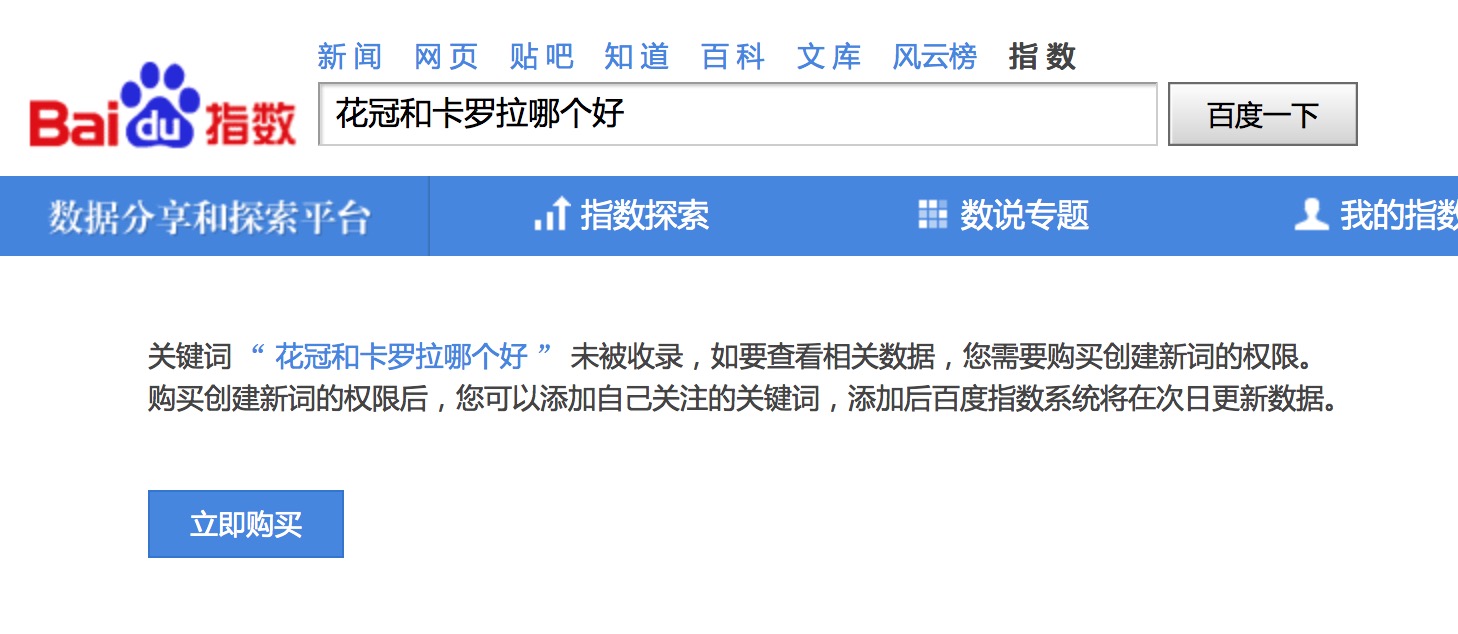 新 闻 网 页 贴 吧 知 道 百 科 文 库 风云榜 指 数
Bai du 指数 花冠和卡罗拉哪个好 百度一下
数据分享和探索平台 指数探索 数说专题 我的指数
关键词 “ 花冠和卡罗拉哪个好 ” 未被收录，如要查看相关数据，您需要购买创建新词的权限。
购买创建新词的权限后，您可以添加自己关注的关键词，添加后百度指数系统将在次日更新数据。
立即购买